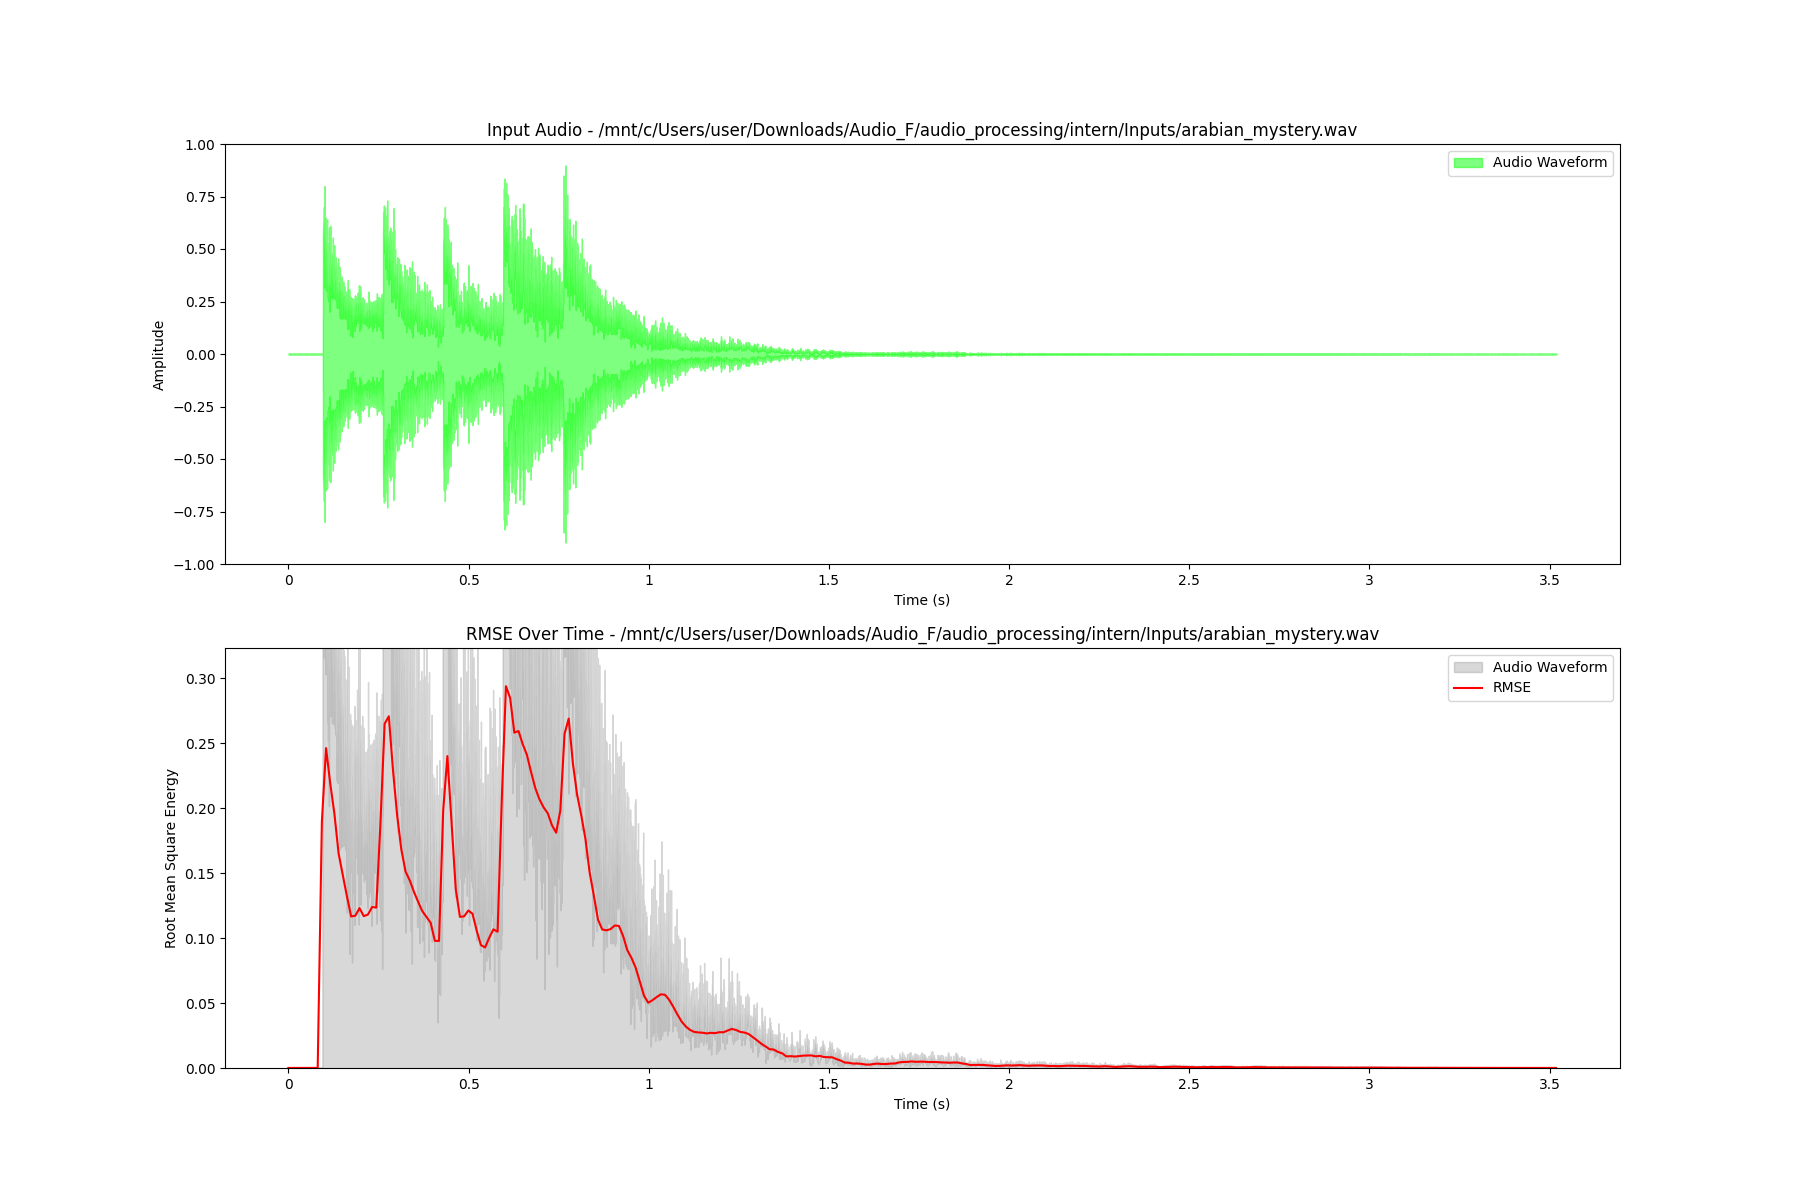 Input Audio - /mnt/c/Users/user/Downloads/Audio_F/audio_processing/intern/Inputs/arabian_mystery.wav
Audio Waveform
1.00
0.75
0.50
0.25
0.00
−0.25
−0.50
−0.75
−1.00
Amplitude
0 0.5 1 1.5 2 2.5 3 3.5
Time (s)
RMSE Over Time - /mnt/c/Users/user/Downloads/Audio_F/audio_processing/intern/Inputs/arabian_mystery.wav
Audio Waveform
RMSE
0.30
0.25
0.20
0.15
0.10
0.05
0.00
Root Mean Square Energy
0 0.5 1 1.5 2 2.5 3 3.5
Time (s)